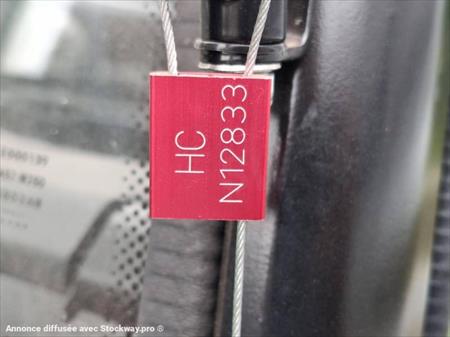 HC
N12833
Annonce diffusée avec Stockway.pro ®